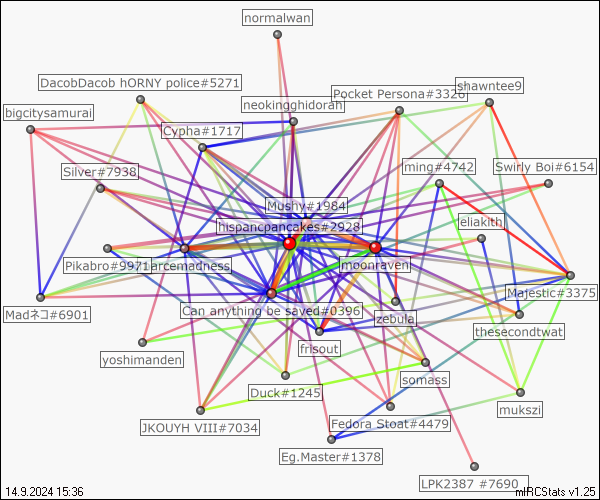 normalwan
DacobDacob hORNY police#5271
shawntee9
Pocket Persona#3326
neokingghidorah
bigcitysamurai
Cypha#1717
Silver#7938
ming#4742
Swirly Boi#6154
Mushy#1984
hispancpancakes#2928
eliakith
Pikabro#9971
arcemadness
moonraven
Majestic#3375
Madネコ#6901
Can anything be saved#0396
zebula
thesecondtwat
yoshimanden
frisout
somass
Duck#1245
mukszi
JKOUYH VIII#7034
Fedora Stoat#4479
Eg.Master#1378
LPK2387 #7690
14.9.2024 15:36
mIRCStats v1.25